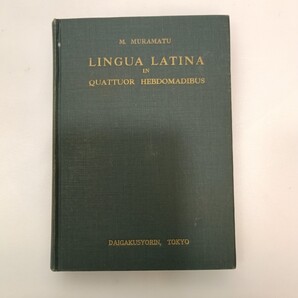 M. MURAMATU
LINGUA LATINA
IN
QUATTUOR HEBDOMADIBUS
DAIGAKUSYORIN, TOKYO